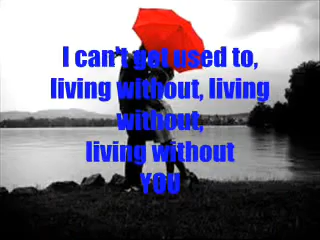 I can't get used to,
living without, living
without,
living without
YOU